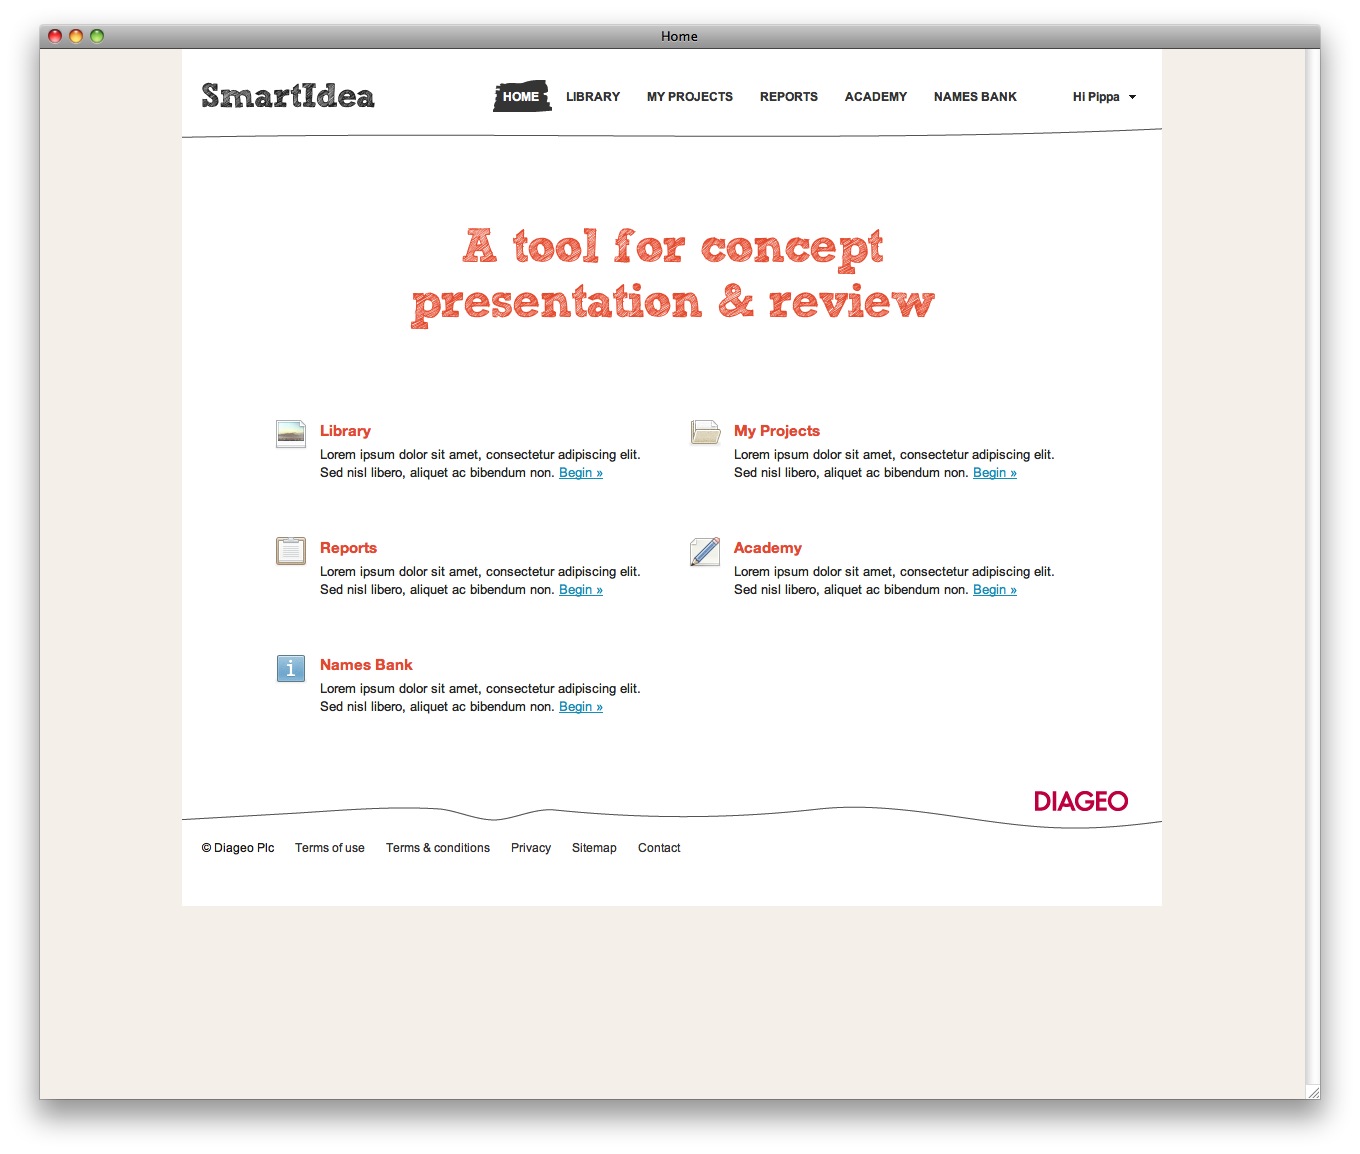 Home
SmartIdea
HOME LIBRARY MY PROJECTS REPORTS ACADEMY NAMES BANK Hi Pippa
A tool for concept
presentation & review
Library
Lorem ipsum dolor sit amet, consectetur adipiscing elit.
Sed nisl libero, aliquet ac bibendum non. Begin »
My Projects
Lorem ipsum dolor sit amet, consectetur adipiscing elit.
Sed nisl libero, aliquet ac bibendum non. Begin »
Reports
Lorem ipsum dolor sit amet, consectetur adipiscing elit.
Sed nisl libero, aliquet ac bibendum non. Begin »
Academy
Lorem ipsum dolor sit amet, consectetur adipiscing elit.
Sed nisl libero, aliquet ac bibendum non. Begin »
i
Names Bank
Lorem ipsum dolor sit amet, consectetur adipiscing elit.
Sed nisl libero, aliquet ac bibendum non. Begin »
DIAGEO
© Diageo Plc Terms of use Terms & conditions Privacy Sitemap Contact